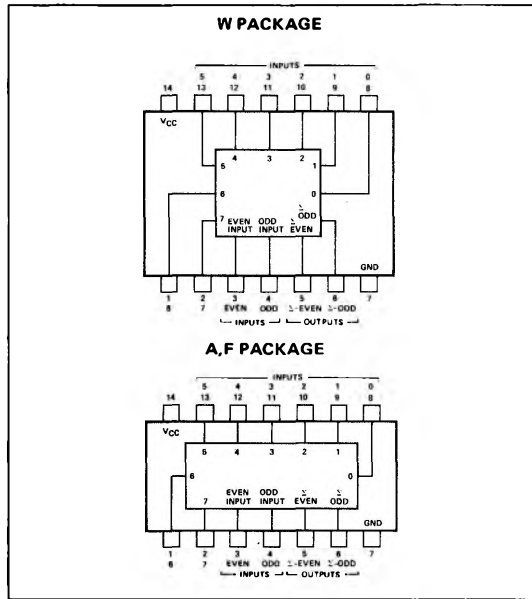 W PACKAGE
INPUTS
5 4 3 2 1 0
14 13 12 11 10 9 8
VCC
4 3 2
5 1
6 0
7 EVEN INPUT ODD INPUT Σ EVEN Σ ODD
GND
1 2 3 4 5 6 7
6 7 EVEN ODD Σ-EVEN Σ-ODD
INPUTS OUTPUTS
A,F PACKAGE
INPUTS
5 4 3 2 1 0
14 13 12 11 10 9 8
VCC
5 4 3 2 1
6 0
EVEN ODD Σ Σ
7 INPUT INPUT EVEN ODD
GND
1 2 3 4 5 6 7
6 7 EVEN ODD Σ-EVEN Σ-ODD
INPUTS OUTPUTS